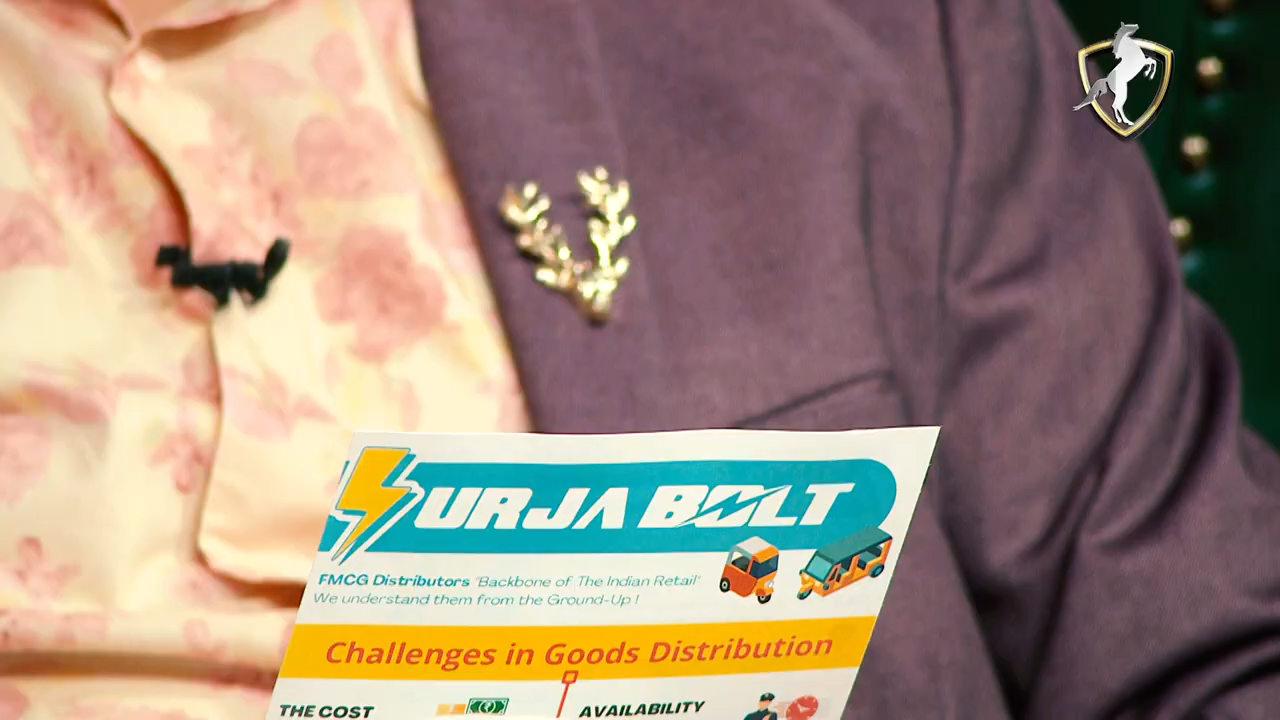 URJA BOLT
FMCG Distributors 'Backbone of The Indian Retail'
We understand them from the Ground-Up !
Challenges in Goods Distribution
THE COST
AVAILABILITY